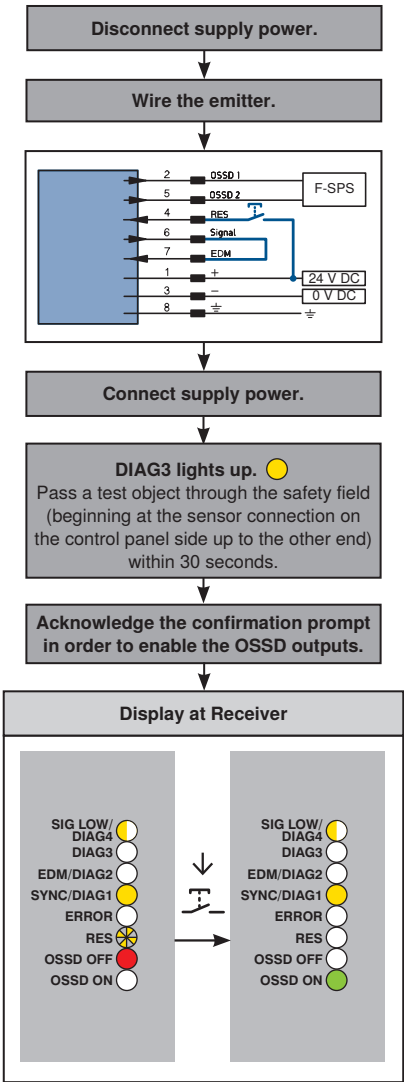 Disconnect supply power.
Wire the emitter.
2 OSSD 1
F-SPS
5 OSSD 2
4 RES
6 Signal
7 EDM
1 + 24 V DC
3 – 0 V DC
8
Connect supply power.
DIAG3 lights up.
Pass a test object through the safety field
(beginning at the sensor connection on
the control panel side up to the other end)
within 30 seconds.
Acknowledge the confirmation prompt
in order to enable the OSSD outputs.
Display at Receiver
SIG LOW/
DIAG4
DIAG3
EDM/DIAG2
SYNC/DIAG1
ERROR
RES
OSSD OFF
OSSD ON
SIG LOW/
DIAG4
DIAG3
EDM/DIAG2
SYNC/DIAG1
ERROR
RES
OSSD OFF
OSSD ON